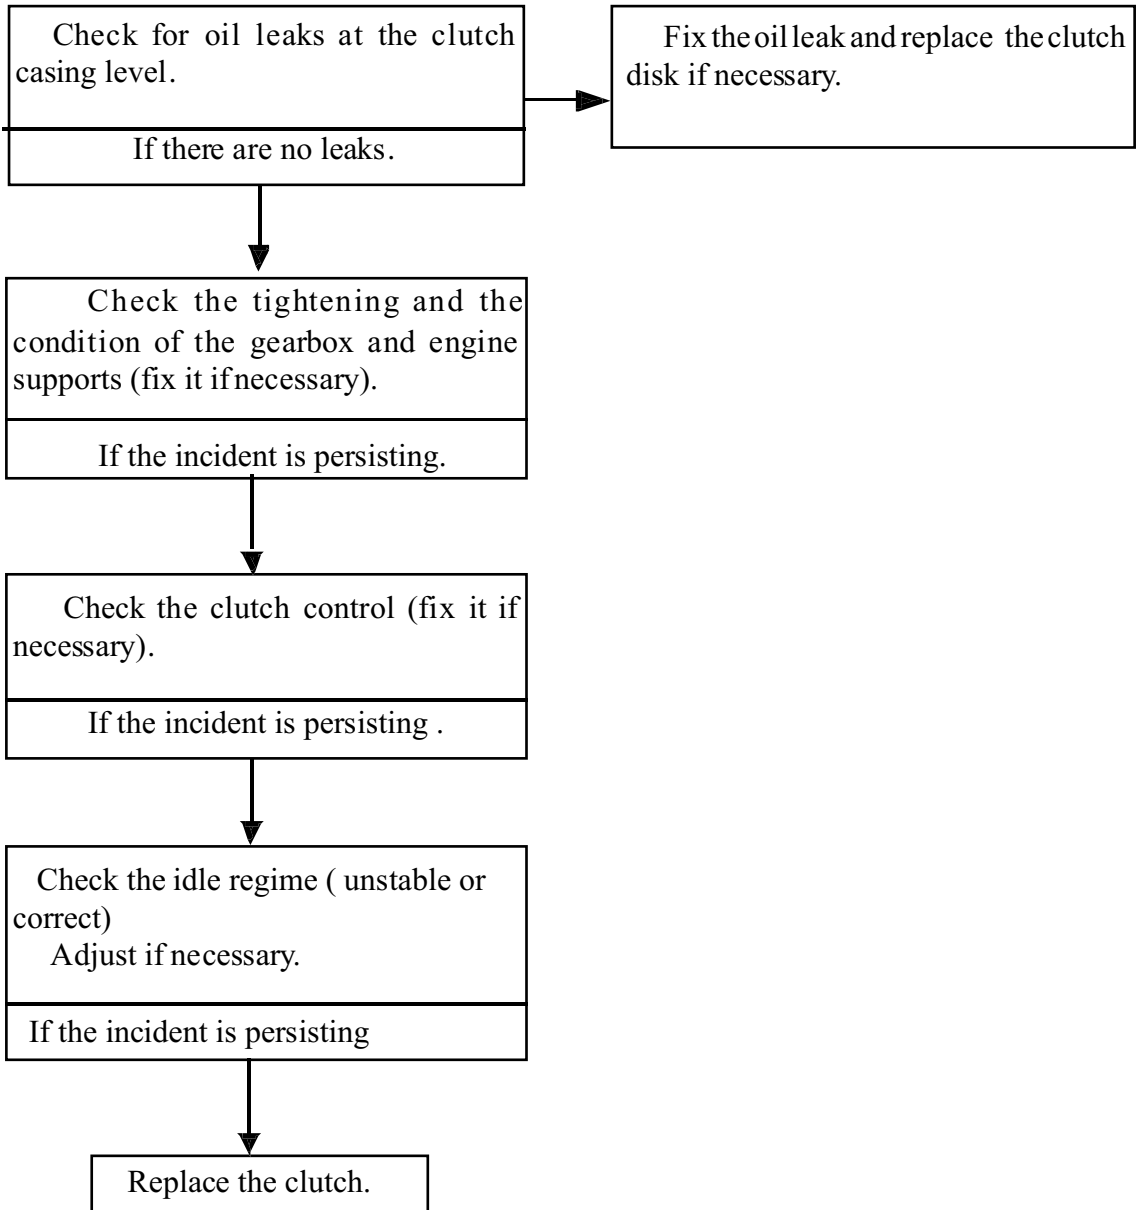 Check for oil leaks at the clutch
casing level.
If there are no leaks.
Fix the oil leak and replace the clutch
disk if necessary.
Check the tightening and the
condition of the gearbox and engine
supports (fix it if necessary).
If the incident is persisting.
Check the clutch control (fix it if
necessary).
If the incident is persisting .
Check the idle regime ( unstable or
correct)
Adjust if necessary.
If the incident is persisting
Replace the clutch.